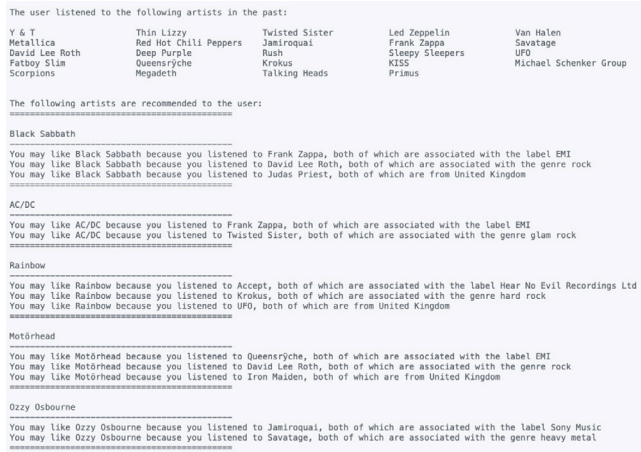 The user listened to the following artists in the past:
Y & T Thin Lizzy Twisted Sister Led Zeppelin Van Halen
Metallica Red Hot Chili Peppers Jamiroquai Frank Zappa Savatage
David Lee Roth Deep Purple Rush Sleepy Sleepers UFO
Fatboy Slim Queensrÿche Krokus KISS Michael Schenker Group
Scorpions Megadeth Talking Heads Primus
The following artists are recommended to the user:
==========================================
Black Sabbath
------------------------------------------
You may like Black Sabbath because you listened to Frank Zappa, both of which are associated with the label EMI
You may like Black Sabbath because you listened to David Lee Roth, both of which are associated with the genre rock
You may like Black Sabbath because you listened to Judas Priest, both of which are from United Kingdom
==========================================
AC/DC
------------------------------------------
You may like AC/DC because you listened to Frank Zappa, both of which are associated with the label EMI
You may like AC/DC because you listened to Twisted Sister, both of which are associated with the genre glam rock
==========================================
Rainbow
------------------------------------------
You may like Rainbow because you listened to Accept, both of which are associated with the label Hear No Evil Recordings Ltd
You may like Rainbow because you listened to Krokus, both of which are associated with the genre hard rock
You may like Rainbow because you listened to UFO, both of which are from United Kingdom
==========================================
Motörhead
------------------------------------------
You may like Motörhead because you listened to Queensrÿche, both of which are associated with the label EMI
You may like Motörhead because you listened to David Lee Roth, both of which are associated with the genre rock
You may like Motörhead because you listened to Iron Maiden, both of which are from United Kingdom
==========================================
Ozzy Osbourne
------------------------------------------
You may like Ozzy Osbourne because you listened to Jamiroquai, both of which are associated with the label Sony Music
You may like Ozzy Osbourne because you listened to Savatage, both of which are associated with the genre heavy metal
==========================================